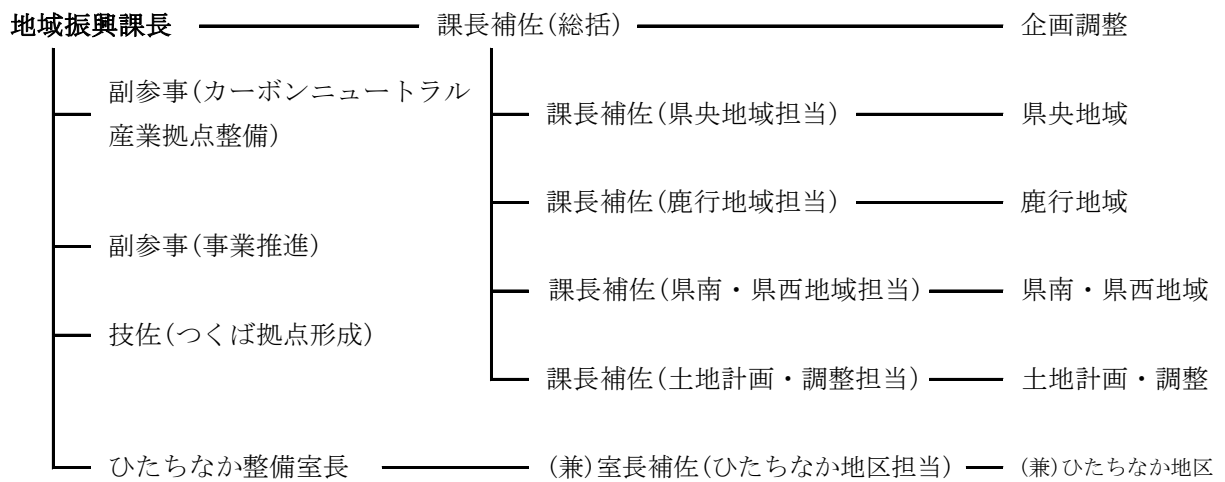 地域振興課長 課長補佐(総括) 企画調整
副参事(カーボンニュートラル
産業拠点整備)
課長補佐(県央地域担当) 県央地域
課長補佐(鹿行地域担当) 鹿行地域
副参事(事業推進)
課長補佐(県南・県西地域担当) 県南・県西地域
技佐(つくば拠点形成)
課長補佐(土地計画・調整担当) 土地計画・調整
ひたちなか整備室長 (兼)室長補佐(ひたちなか地区担当) (兼)ひたちなか地区